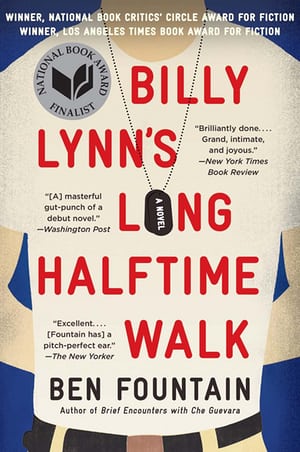 WINNER, NATIONAL BOOK CRITICS' CIRCLE AWARD FOR FICTION
WINNER, LOS ANGELES TIMES BOOK AWARD FOR FICTION
NATIONAL BOOK AWARD
FINALIST
BILLY
LYNN'S
"Brilliantly done. . . .
Grand, intimate,
and joyous."
—New York Times
Book Review
"[A] masterful
gut-punch of a
debut novel."
—Washington Post
LONG
A NOVEL
HALFTIME
"Excellent. . . .
[Fountain has] a
pitch-perfect ear."
—The New Yorker
WALK
BEN FOUNTAIN
Author of Brief Encounters with Che Guevara